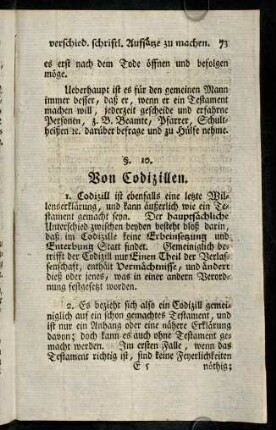 verschied. schriftl. Auffsätze zu machen. 73
es erst nach dem Tode öffnen und befolgen
möge.
Ueberhaupt ist es für den gemeinen Mann
immer besser, daß er, wenn er ein Testament
machen will, jederzeit gescheide und erfahrne
Personen, z. B. Beamte, Pfarrer, Schult-
heißen ꝛc. darüber befrage und zu Hülfe nehme.
§. 10.
Von Codizillen.
1. Codizill ist ebenfalls eine letzte Wil-
lenserklärung, und kann äußerlich wie ein Te-
stament gemacht seyn. Der hauptsächliche
Unterschied zwischen beyden besteht bloß darin,
daß im Codizille keine Erbeinsetzung und
Enterbung Statt findet. Gemeiniglich be-
trifft der Codizill nur Einen Theil der Verlas-
senschaft, enthält Vermächtnisse, und ändert
dieß oder jenes, was in einer andern Verord-
nung festgesetzt worden.
2. Es bezieht sich also ein Codizill gemei-
niglich auf ein schon gemachtes Testament, und
ist nur ein Anhang oder eine nähere Erklärung
davon; doch kann es auch ohne Testament ge-
macht werden. Im ersten Falle, wenn das
Testament richtig ist, sind keine Feyerlichkeiten
E 5 nöthig;